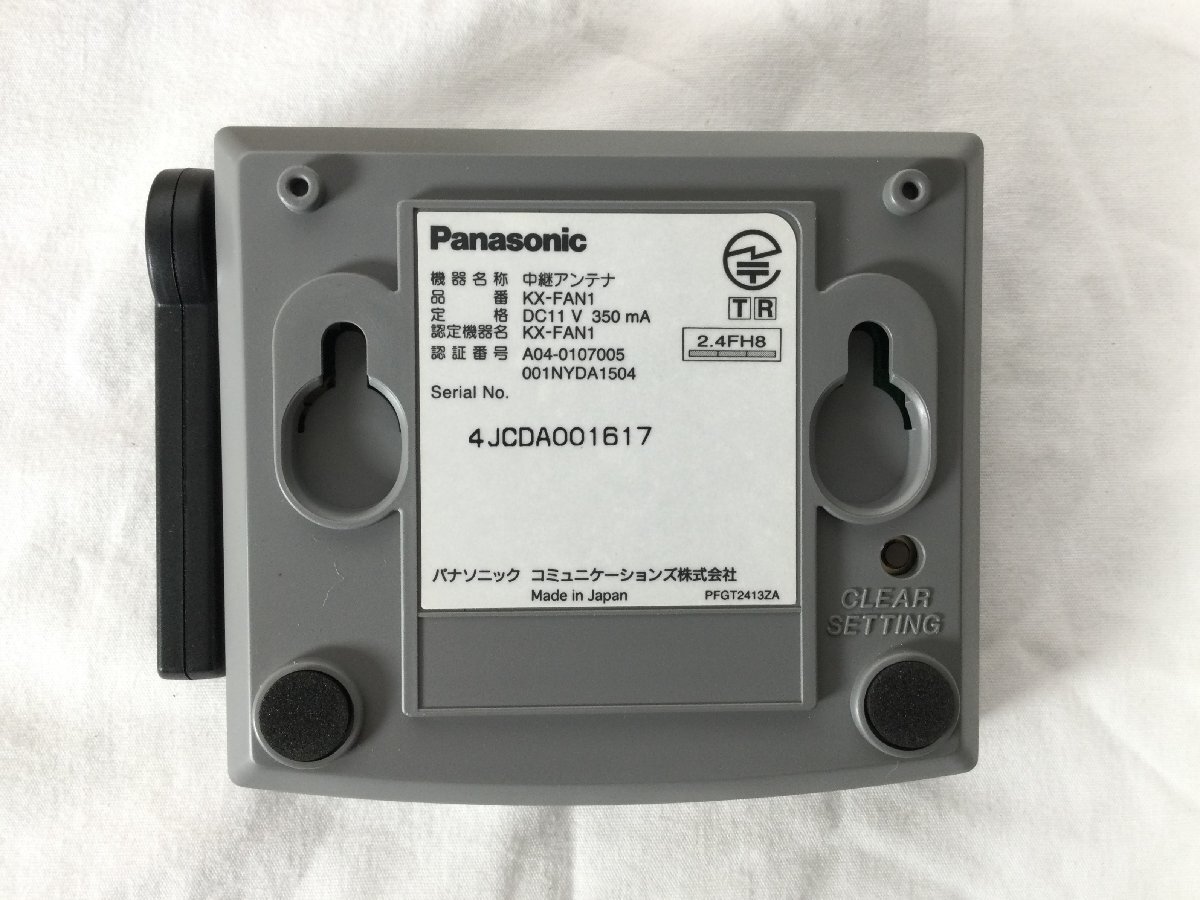 Panasonic
機器名称 中継アンテナ
品番 KX-FAN1
定格 DC11 V 350 mA
認定機器名 KX-FAN1
認証番号 A04-0107005
001NYDA1504
T R
2.4FH8
Serial No.
4JCDA001617
パナソニック コミュニケーションズ株式会社
Made in Japan PFGT2413ZA
CLEAR
SETTING